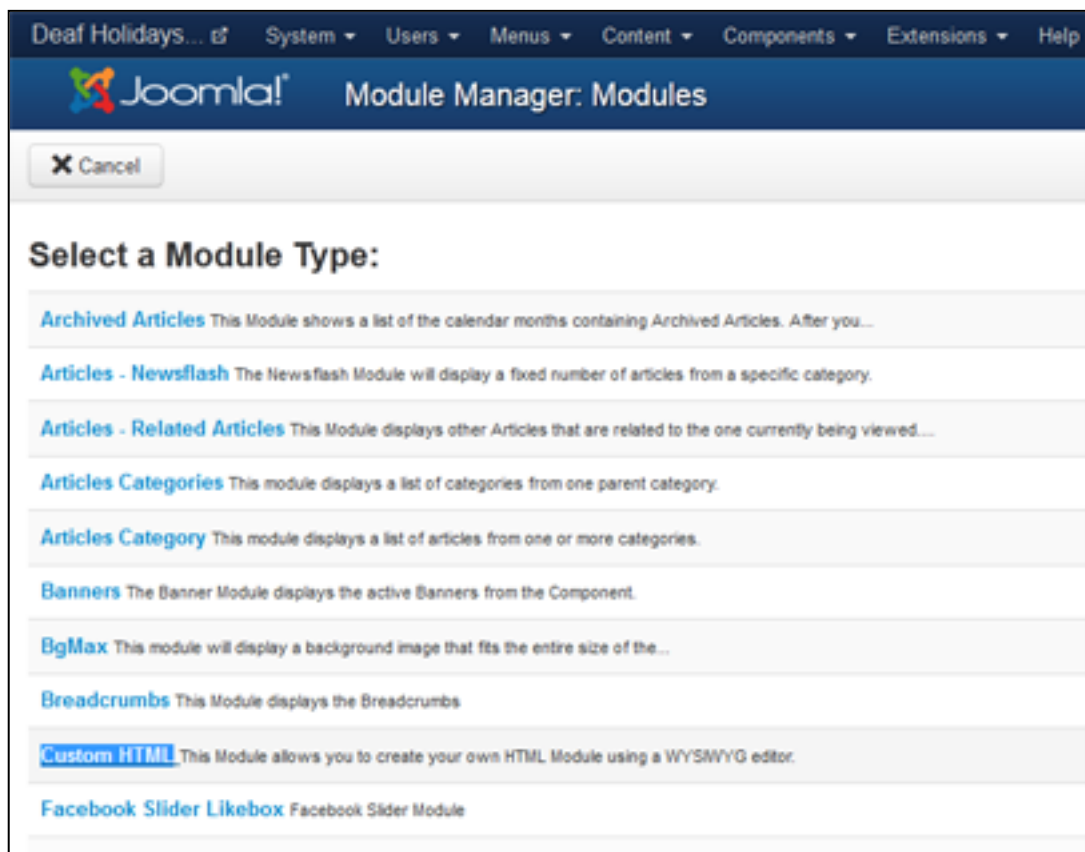 Deaf Holidays... System Users Menus Content Components Extensions Help
Joomla! Module Manager: Modules
Cancel
Select a Module Type:
Archived Articles This Module shows a list of the calendar months containing Archived Articles. After you...
Articles - Newsflash The Newsflash Module will display a fixed number of articles from a specific category.
Articles - Related Articles This Module displays other Articles that are related to the one currently being viewed....
Articles Categories This module displays a list of categories from one parent category.
Articles Category This module displays a list of articles from one or more categories.
Banners The Banner Module displays the active Banners from the Component.
BgMax This module will display a background image that fits the entire size of the...
Breadcrumbs This Module displays the Breadcrumbs
Custom HTML This Module allows you to create your own HTML Module using a WYSIWYG editor.
Facebook Slider Likebox Facebook Slider Module